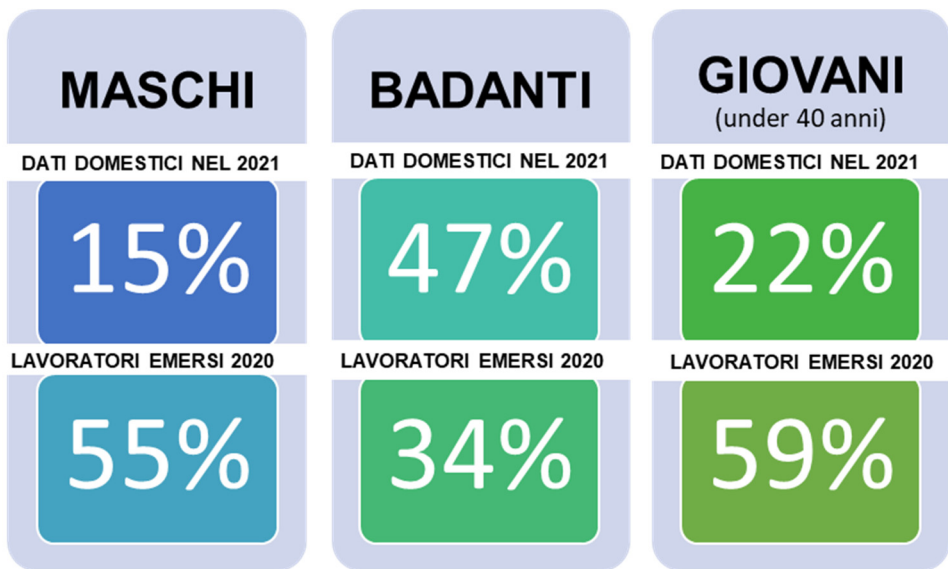 MASCHI
DATI DOMESTICI NEL 2021
15%
LAVORATORI EMERSI 2020
55%
BADANTI
DATI DOMESTICI NEL 2021
47%
LAVORATORI EMERSI 2020
34%
GIOVANI
(under 40 anni)
DATI DOMESTICI NEL 2021
22%
LAVORATORI EMERSI 2020
59%